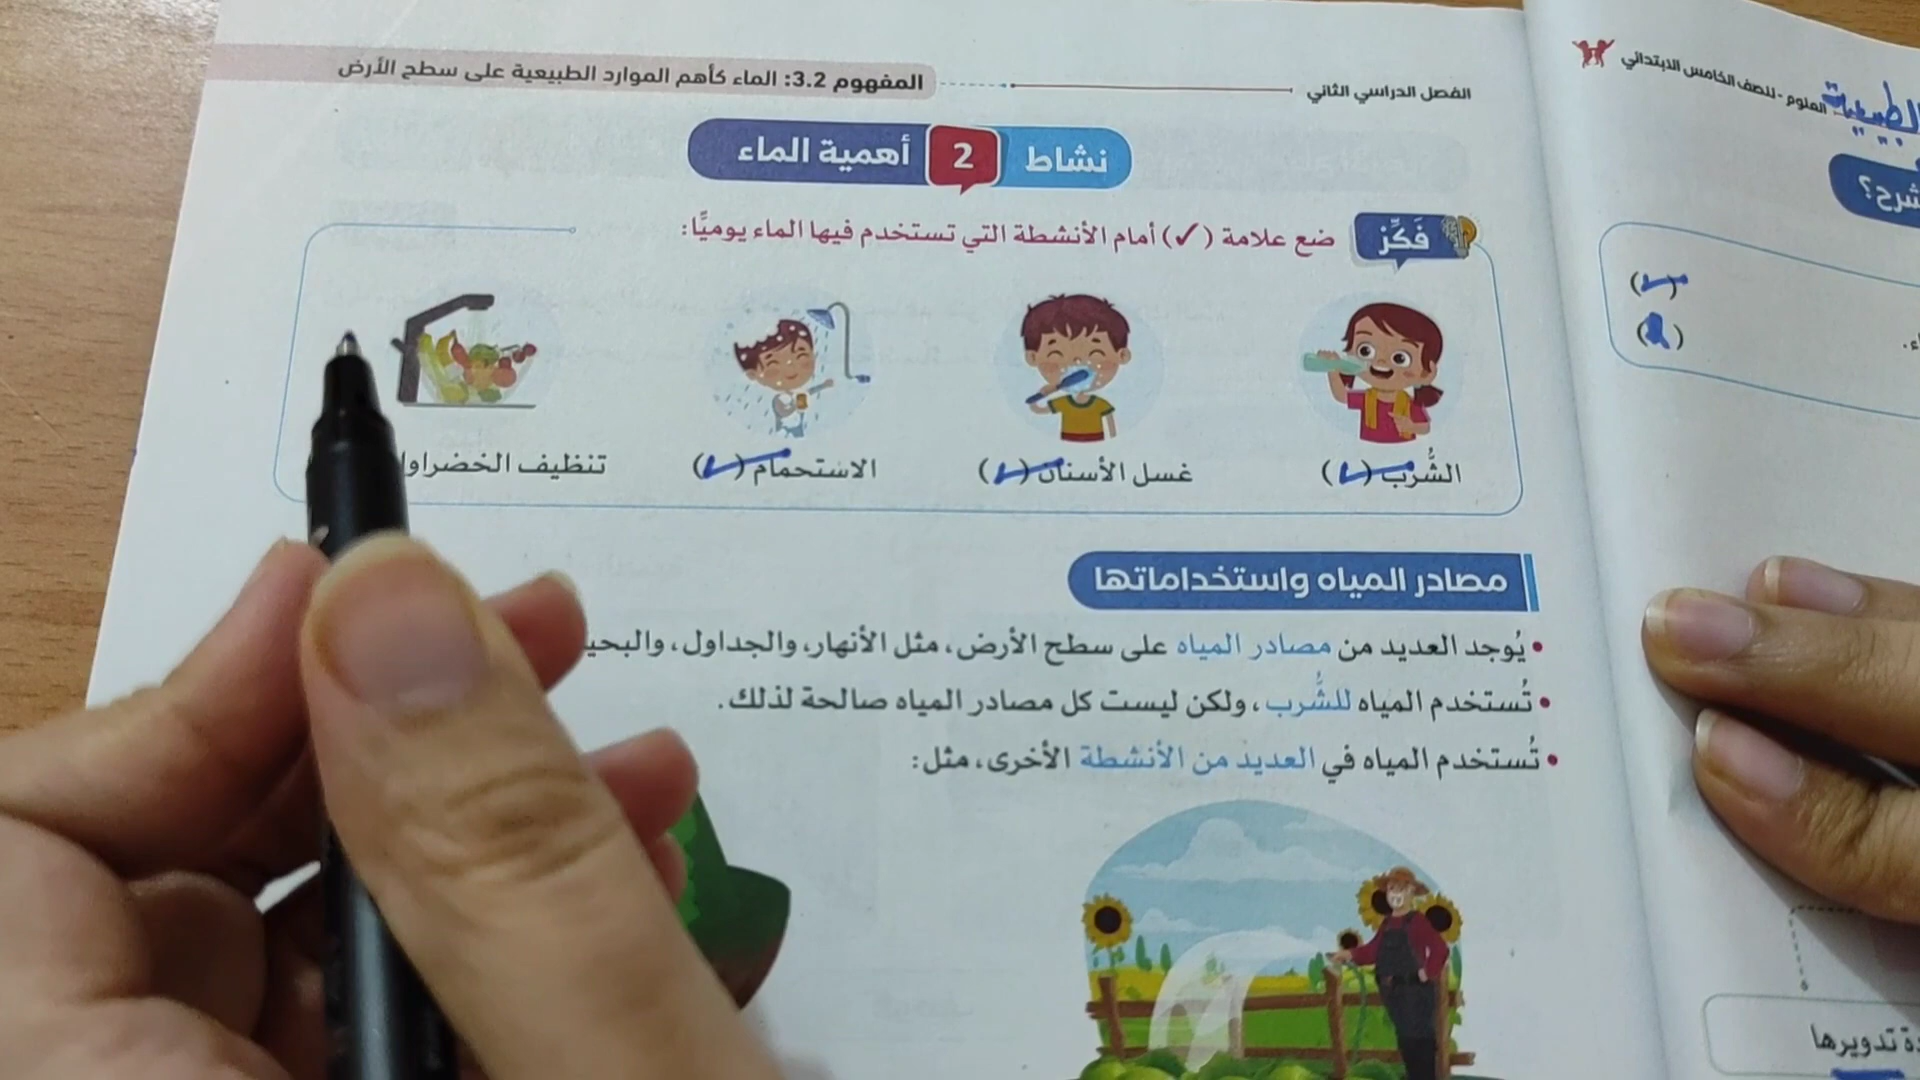 الفصل الدراسي الثاني
المفهوم 3.2: الماء كأهم الموارد الطبيعية على سطح الأرض
نشاط 2 أهمية الماء
فَكِّرْ ضع علامة (✓) أمام الأنشطة التي تستخدم فيها الماء يوميًّا:
الشُّرب (✓) غسل الأسنان (✓) الاستحمام (✓) تنظيف
مصادر المياه واستخداماتها
• يُوجد العديد من مصادر المياه على سطح الأرض، مثل الأنهار، والجداول،
• تُستخدم المياه للشُّرب، ولكن ليست كل مصادر المياه صالحة لذلك.
• تُستخدم المياه في العديد من الأنشطة الأخرى، مثل:
العلوم - للصف الخامس الابتدائي
(✓)
تدويرها